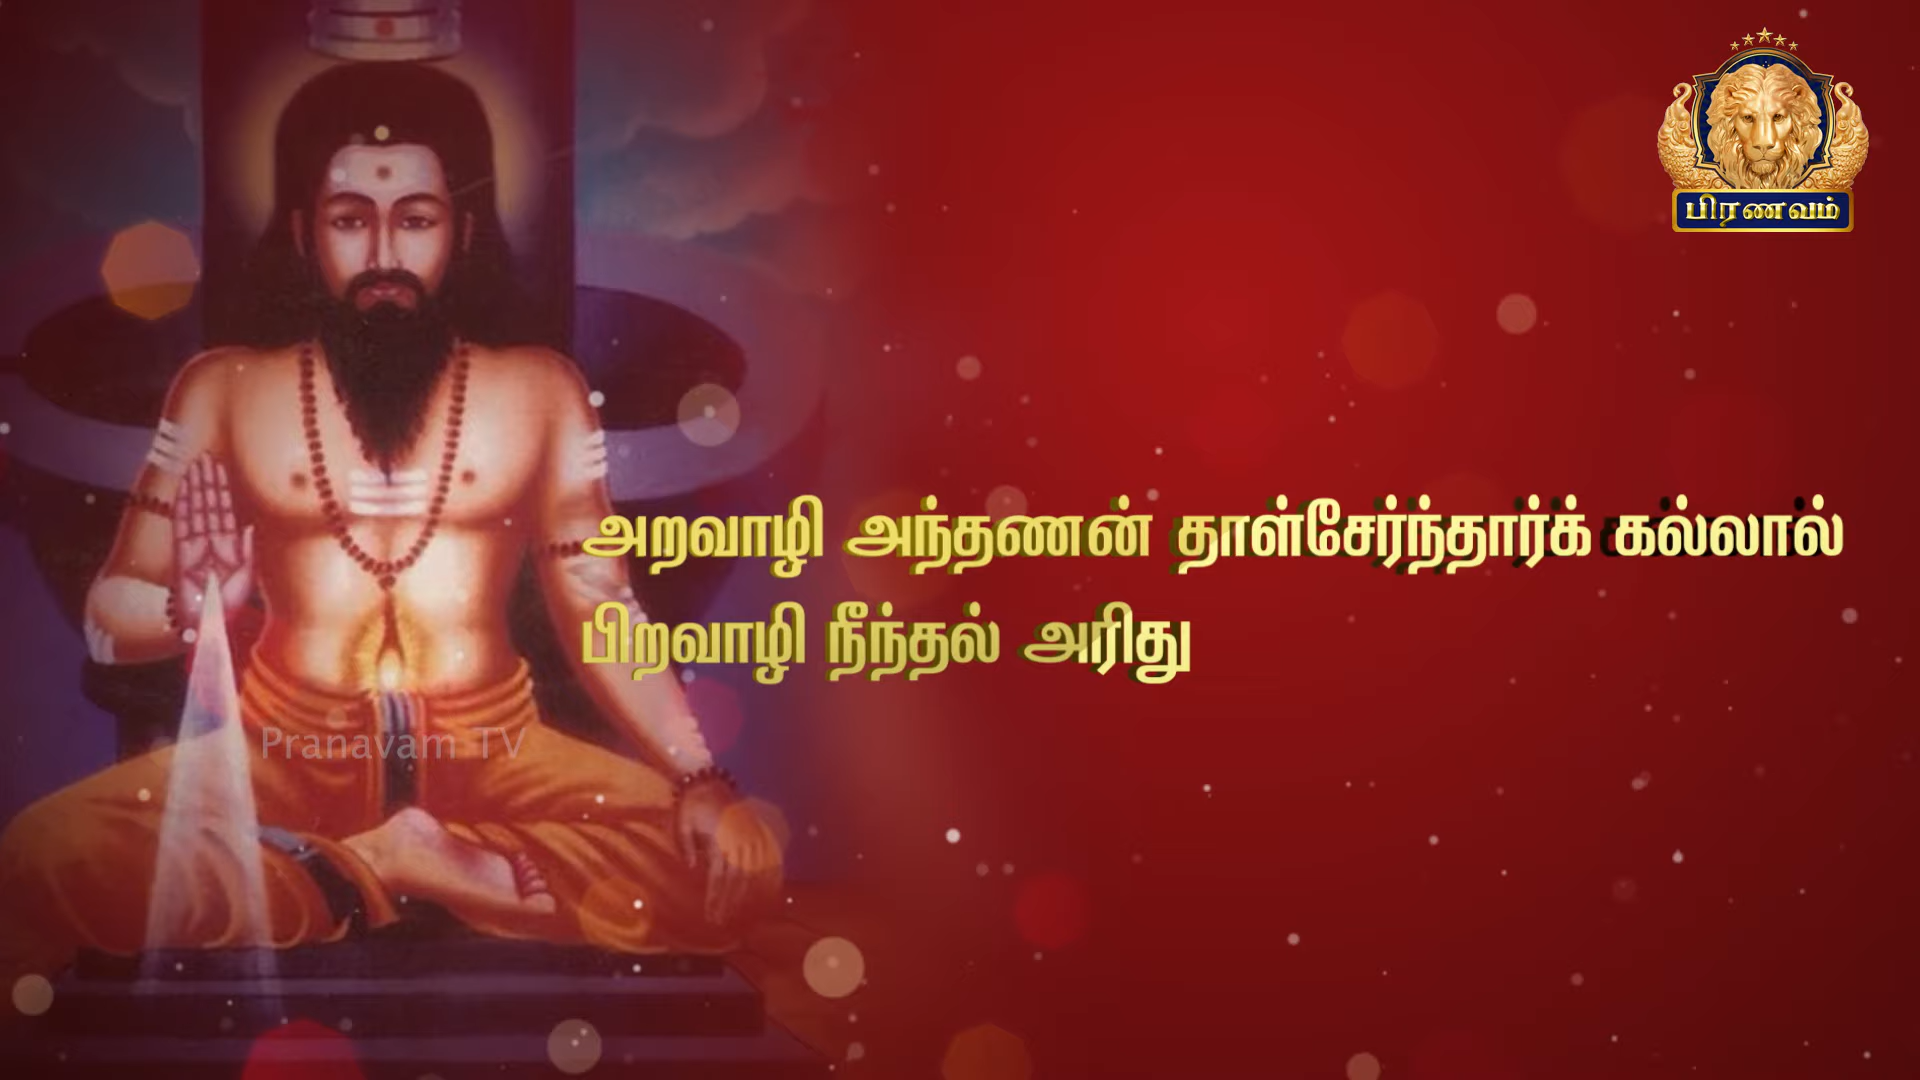 பிரணவம்
அறவாழி அந்தணன் தாள்சேர்ந்தார்க் கல்லால்
பிறவாழி நீந்தல் அரிது
Pranavam TV